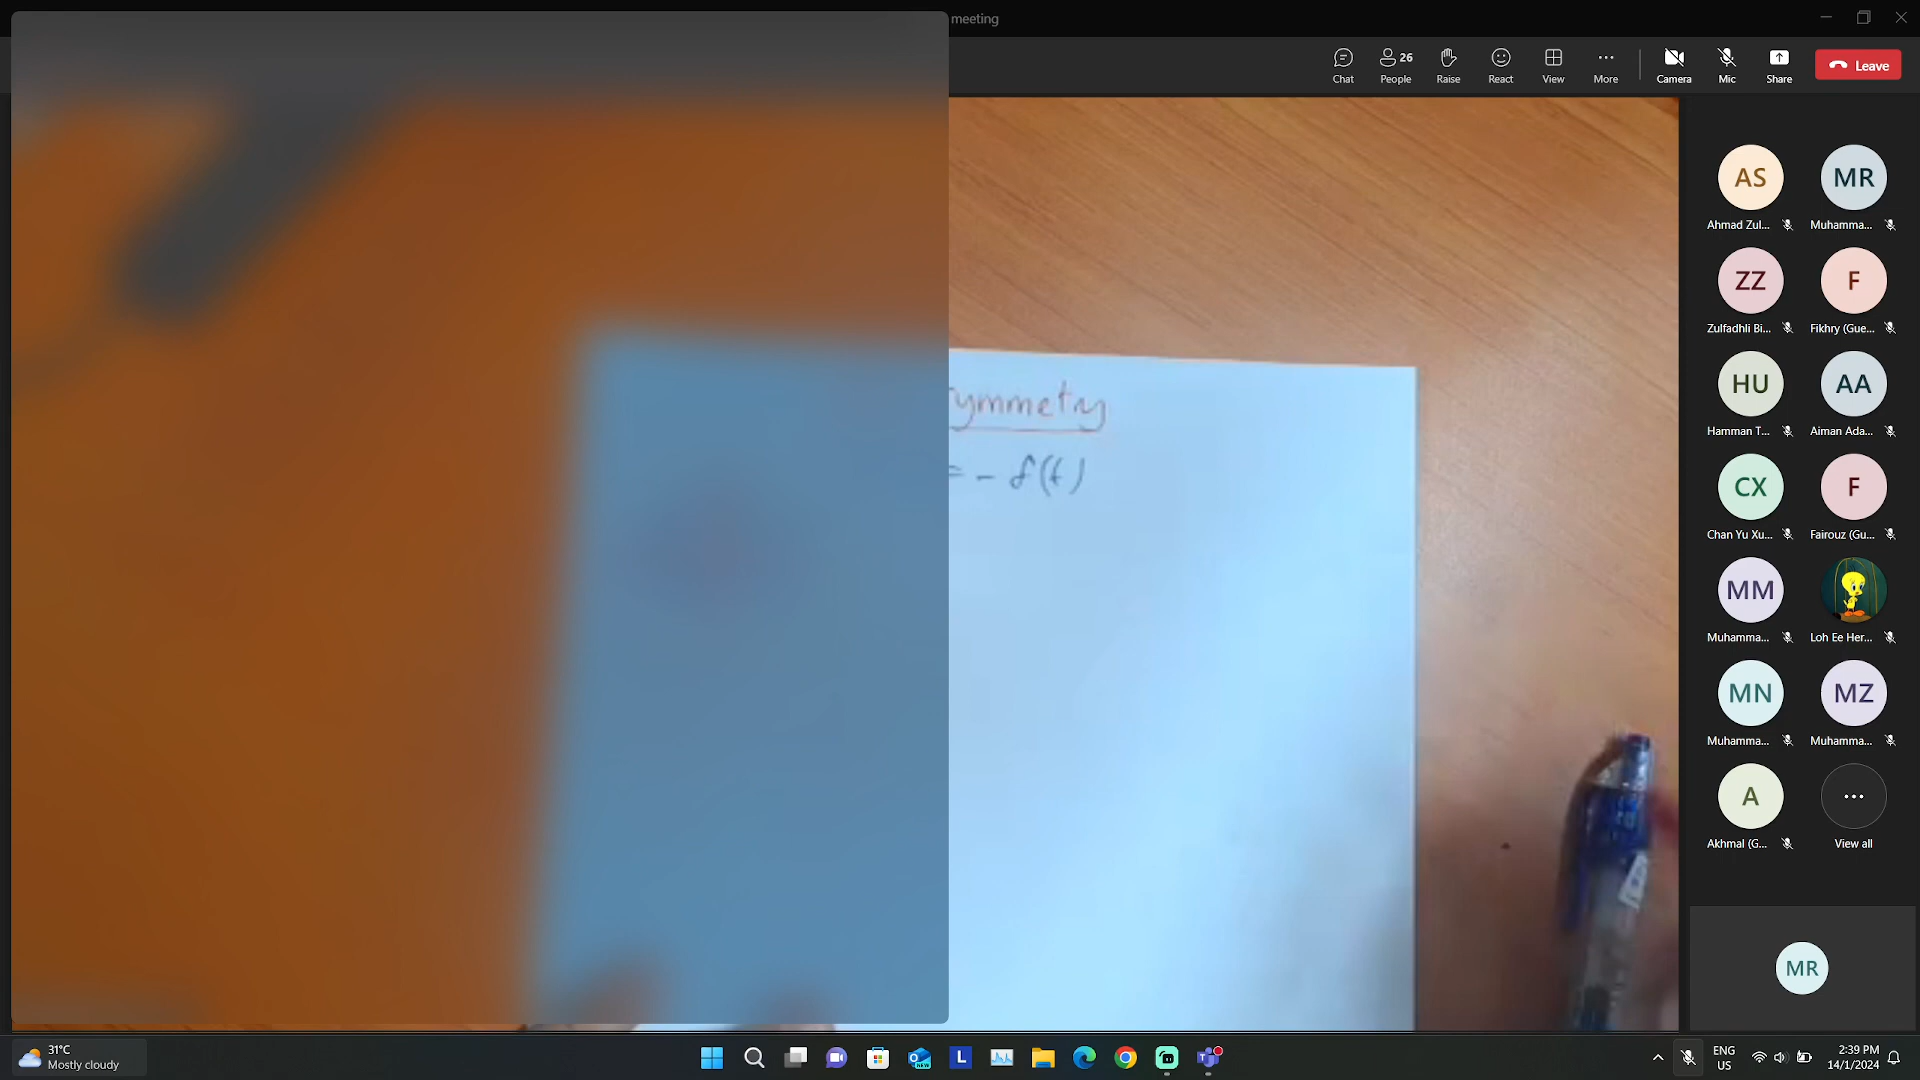 meeting
Chat
People
26
Raise
React
View
More
Camera
Mic
Share
Leave
AS
MR
Ahmad Zul...
Muhamma...
ZZ
F
Zulfadhli Bi...
Fikhry (Gue...
HU
AA
Hamman T...
Aiman Ada...
CX
F
Chan Yu Xu...
Fairouz (Gu...
MM
Muhamma...
Loh Ee Her...
MN
MZ
Muhamma...
Muhamma...
A
Akhmal (G...
View all
MR
ymmetry
= - f(t)
31°C
Mostly cloudy
NEW
L
ENG
US
2:39 PM
14/1/2024